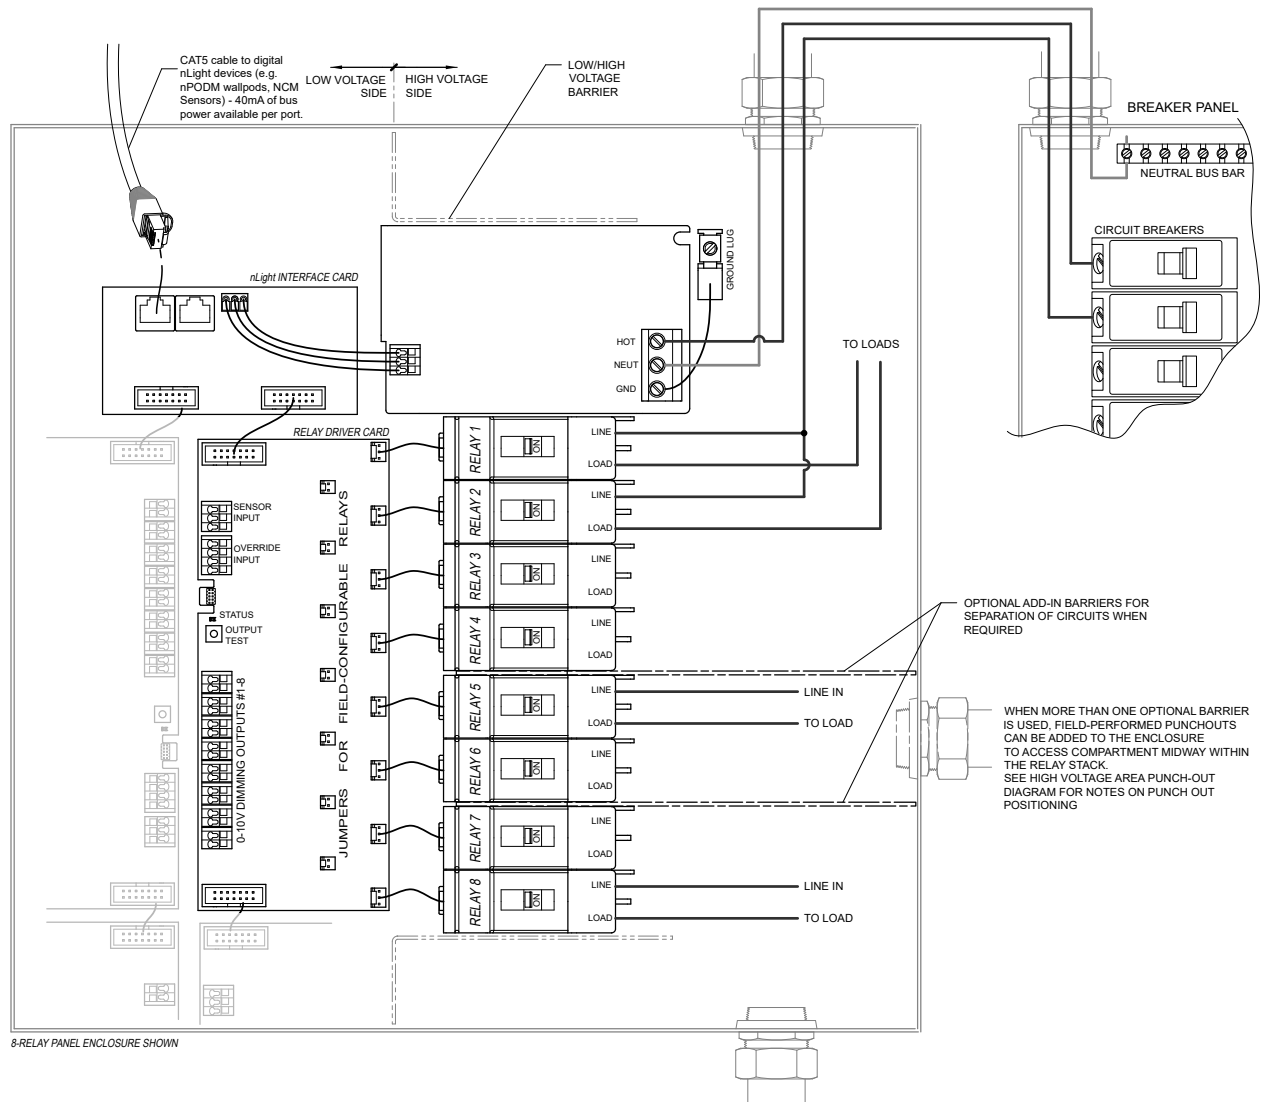 CAT5 cable to digital
nLight devices (e.g.
nPODM wallpods, NCM
Sensors) - 40mA of bus
power available per port.
LOW VOLTAGE
SIDE
HIGH VOLTAGE
SIDE
LOW/HIGH
VOLTAGE
BARRIER
BREAKER PANEL
NEUTRAL BUS BAR
CIRCUIT BREAKERS
GROUND LUG
nLight INTERFACE CARD
HOT
NEUT
GND
TO LOADS
RELAY DRIVER CARD
SENSOR
INPUT
OVERRIDE
INPUT
STATUS
OUTPUT
TEST
0-10V DIMMING OUTPUTS #1-8
JUMPERS FOR FIELD-CONFIGURABLE RELAYS
RELAY 1
ON
LINE
LOAD
RELAY 2
ON
LINE
LOAD
RELAY 3
ON
LINE
LOAD
RELAY 4
ON
LINE
LOAD
OPTIONAL ADD-IN BARRIERS FOR
SEPARATION OF CIRCUITS WHEN
REQUIRED
RELAY 5
ON
LINE
LOAD
LINE IN
TO LOAD
RELAY 6
ON
LINE
LOAD
WHEN MORE THAN ONE OPTIONAL BARRIER
IS USED, FIELD-PERFORMED PUNCHOUTS
CAN BE ADDED TO THE ENCLOSURE
TO ACCESS COMPARTMENT MIDWAY WITHIN
THE RELAY STACK.
SEE HIGH VOLTAGE AREA PUNCH-OUT
DIAGRAM FOR NOTES ON PUNCH OUT
POSITIONING
RELAY 7
ON
LINE
LOAD
RELAY 8
ON
LINE
LOAD
LINE IN
TO LOAD
8-RELAY PANEL ENCLOSURE SHOWN